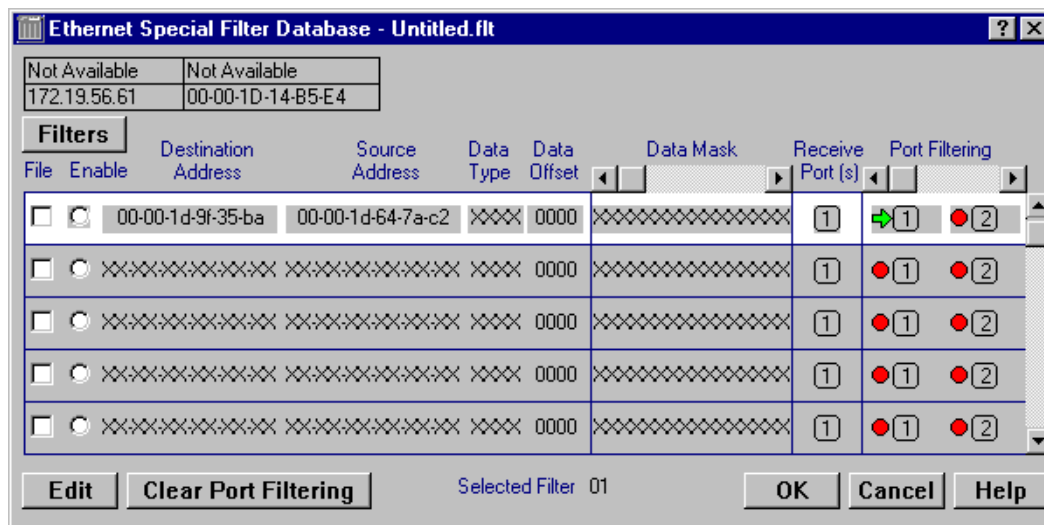 Ethernet Special Filter Database - Untitled.flt
Not Available Not Available
172.19.56.61 00-00-1D-14-B5-E4
Filters
File Enable Destination Address Source Address Data Type Data Offset Data Mask Receive Port (s) Port Filtering
00-00-1d-9f-35-ba 00-00-1d-64-7a-c2 XXXX 0000 XXXXXXXXXXXXXXXX 1 1 2
XX-XX-XX-XX-XX-XX XX-XX-XX-XX-XX-XX XXXX 0000 XXXXXXXXXXXXXXXX 1 1 2
XX-XX-XX-XX-XX-XX XX-XX-XX-XX-XX-XX XXXX 0000 XXXXXXXXXXXXXXXX 1 1 2
XX-XX-XX-XX-XX-XX XX-XX-XX-XX-XX-XX XXXX 0000 XXXXXXXXXXXXXXXX 1 1 2
XX-XX-XX-XX-XX-XX XX-XX-XX-XX-XX-XX XXXX 0000 XXXXXXXXXXXXXXXX 1 1 2
Edit Clear Port Filtering Selected Filter 01 OK Cancel Help